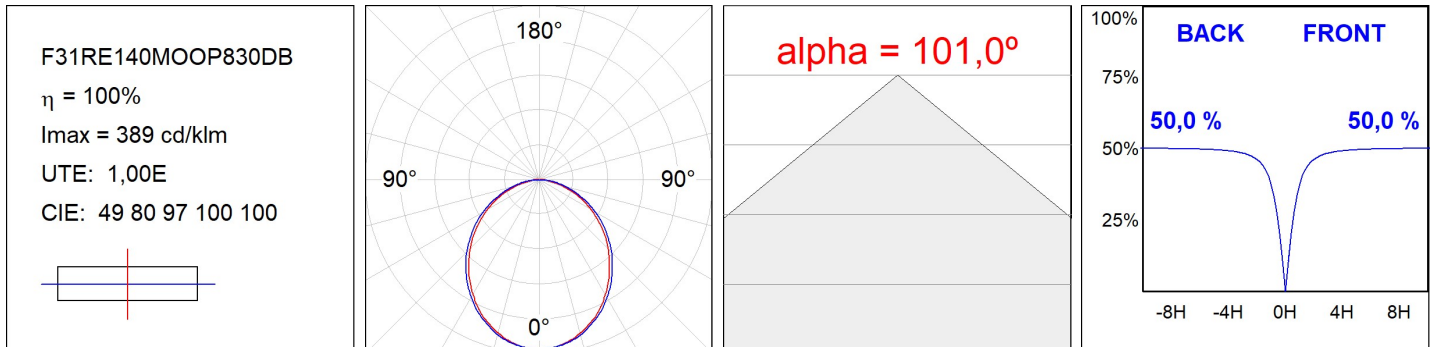 F31RE140MOOP830DB
η = 100%
Imax = 389 cd/klm
UTE: 1,00E
CIE: 49 80 97 100 100
180°
90° 90°
0°
alpha = 101,0º
100%
BACK FRONT
75%
50,0 % 50,0 %
50%
25%
-8H -4H 0H 4H 8H